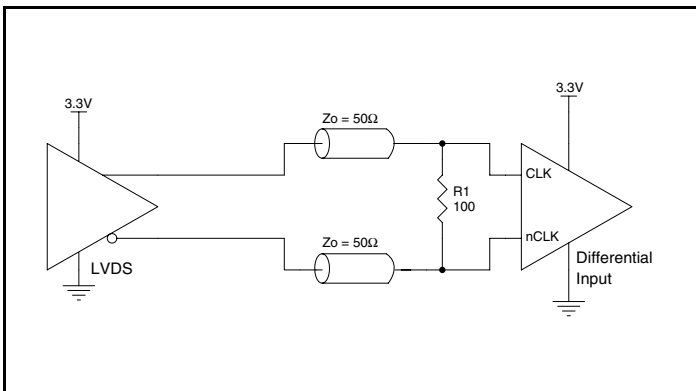 3.3V
3.3V
Zo = 50Ω
CLK
R1
100
nCLK
Zo = 50Ω
LVDS
Differential
Input